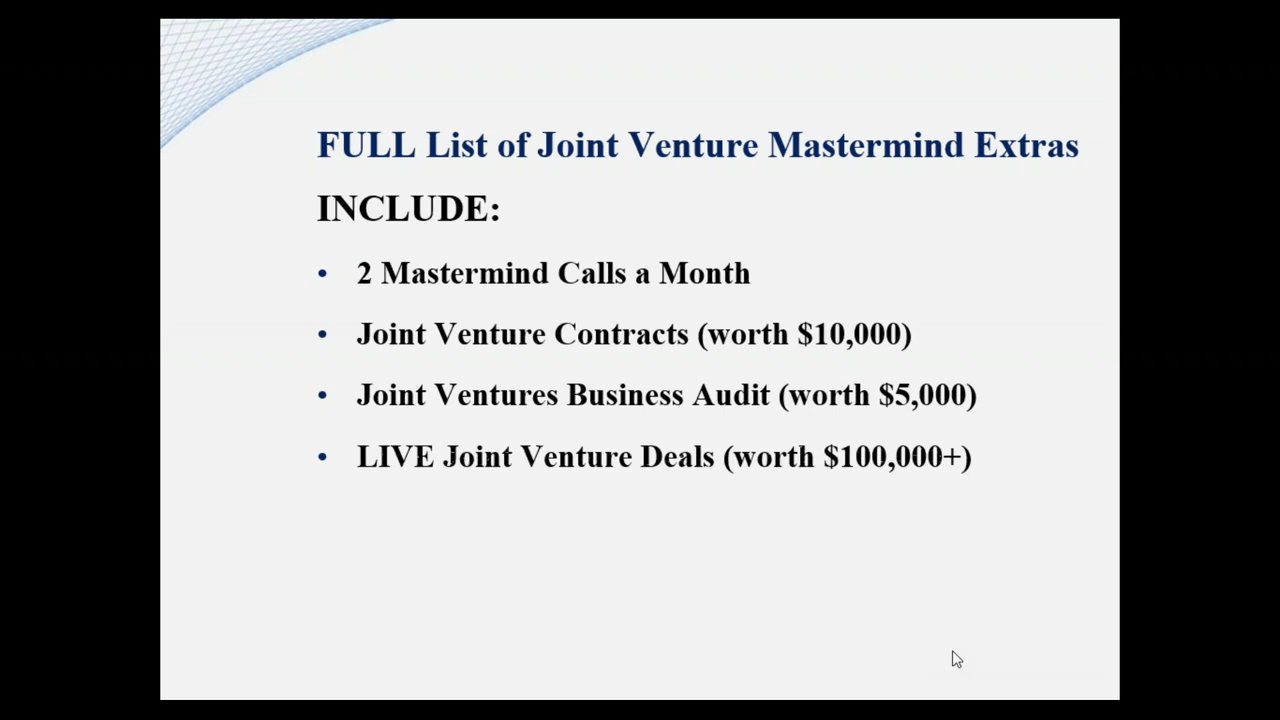 FULL List of Joint Venture Mastermind Extras
INCLUDE:
• 2 Mastermind Calls a Month
• Joint Venture Contracts (worth $10,000)
• Joint Ventures Business Audit (worth $5,000)
• LIVE Joint Venture Deals (worth $100,000+)